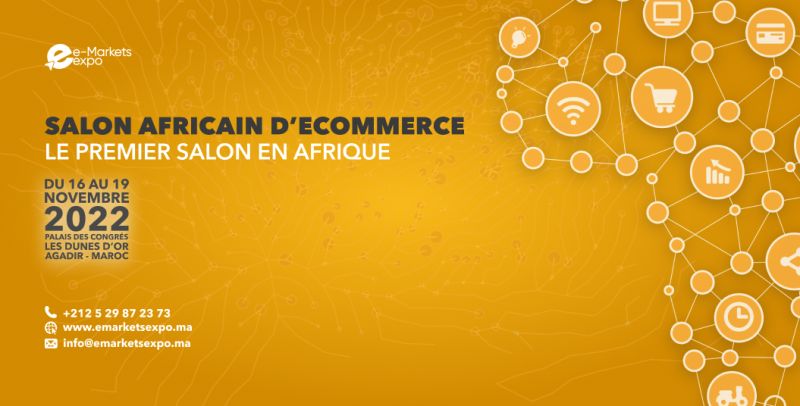 e-Markets
expo
SALON AFRICAIN D'ECOMMERCE
LE PREMIER SALON EN AFRIQUE
DU 16 AU 19
NOVEMBRE
2022
PALAIS DES CONGRÉS
LES DUNES D'OR
AGADIR - MAROC
+212 5 29 87 23 73
www.emarketsexpo.ma
info@emarketsexpo.ma